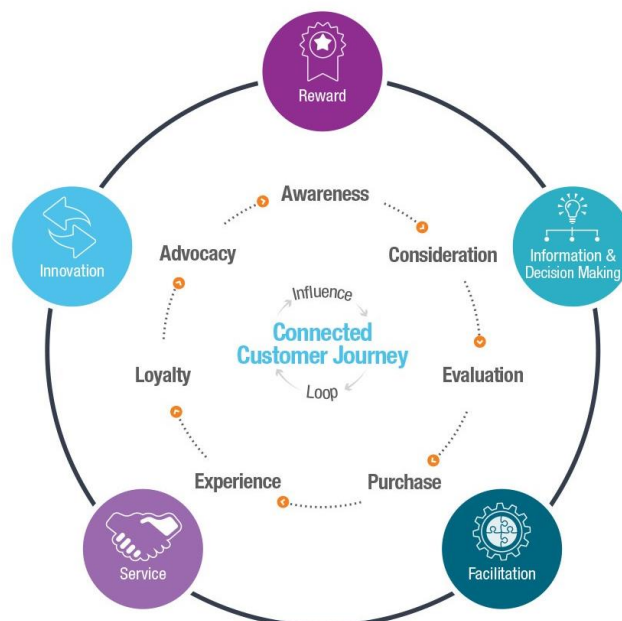 Reward
Awareness
Advocacy
Consideration
Innovation
Information &
Decision Making
Influence
Connected
Customer Journey
Loop
Loyalty
Evaluation
Experience
Purchase
Service
Facilitation